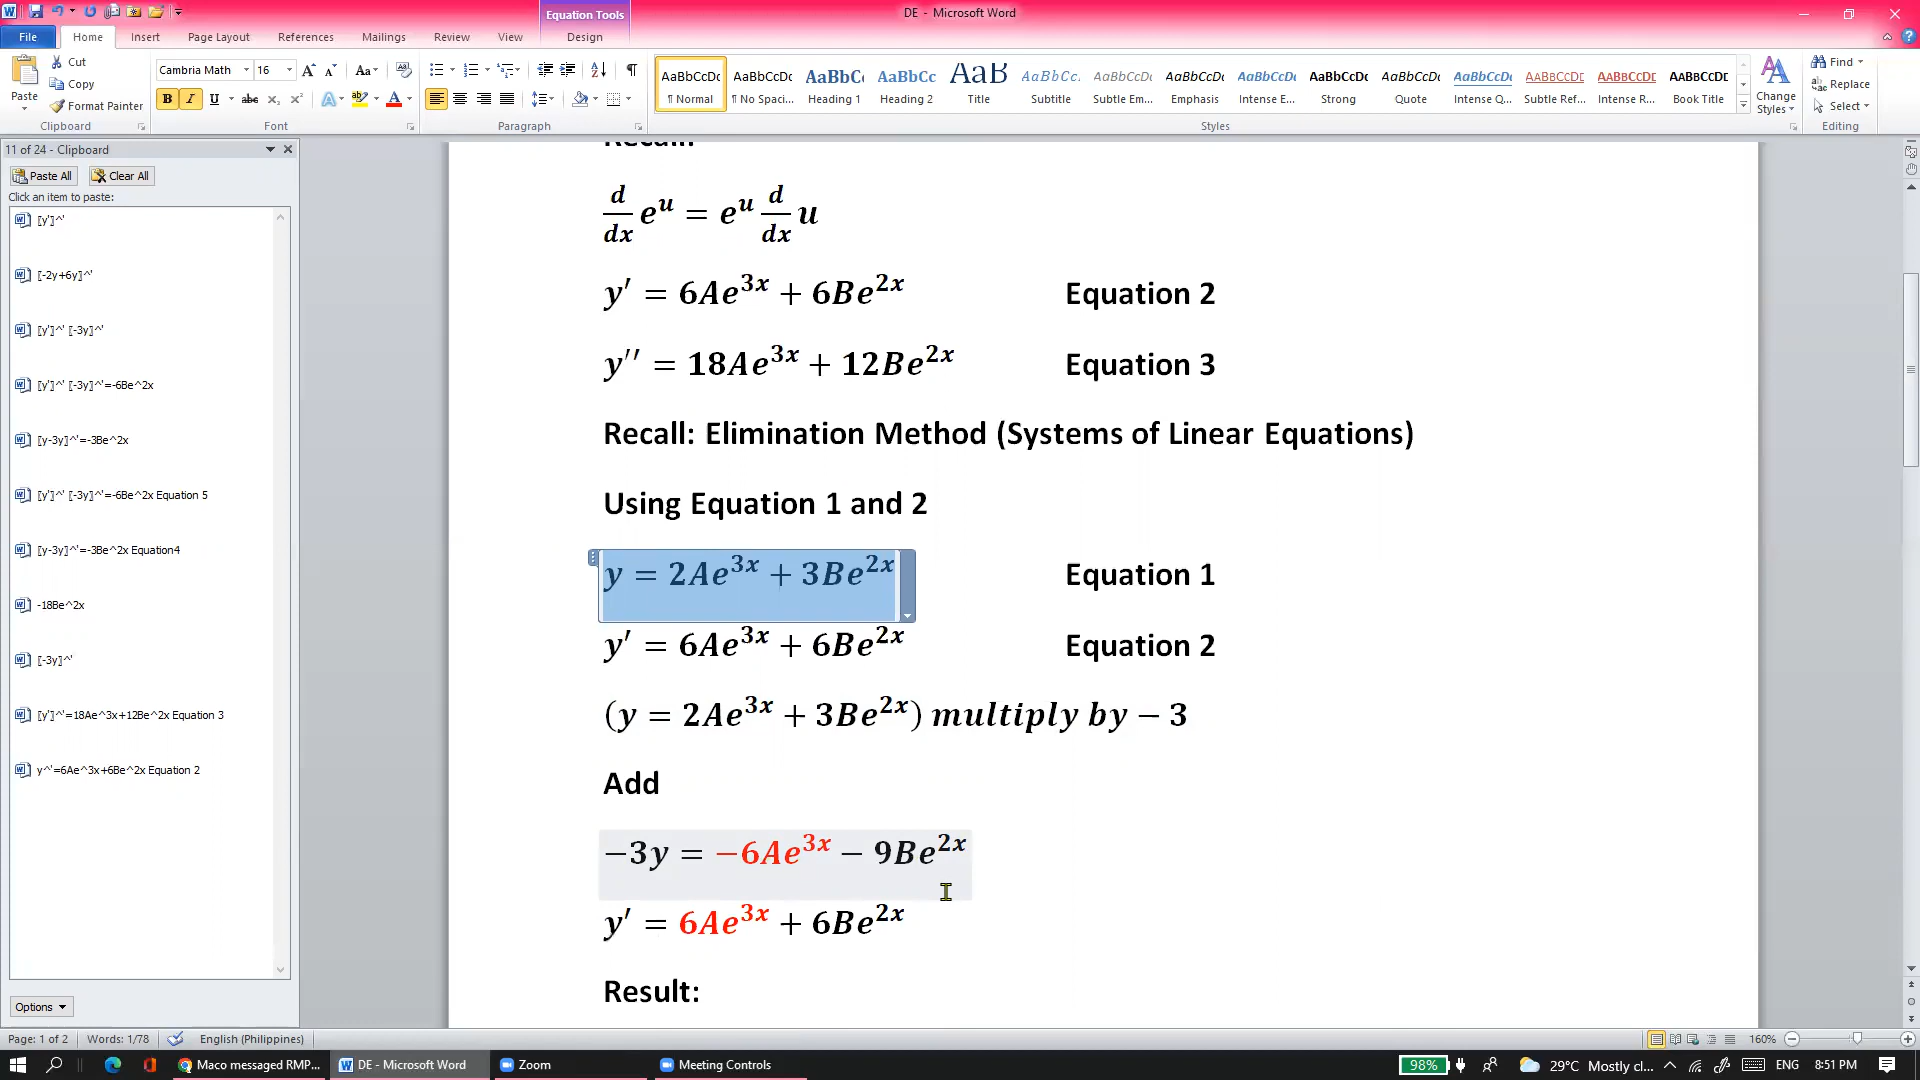 DE - Microsoft Word
Equation Tools
File Home Insert Page Layout References Mailings Review View Design
Paste
Cut
Copy
Format Painter
Clipboard
Cambria Math 16
Font
Paragraph
AaBbCcDc AaBbCcDc AaBbCc AaBbCc AaB AaBbCc. AaBbCcDc AaBbCcDc AaBbCcDc AaBbCcDc AaBbCcDc AaBbCcDc AABBCCDE AABBCCDE AABBCCDE
¶ Normal ¶ No Spaci... Heading 1 Heading 2 Title Subtitle Subtle Em... Emphasis Intense E... Strong Quote Intense Q... Subtle Ref... Intense R... Book Title
Styles
Change Styles
Find
Replace
Select
Editing
11 of 24 - Clipboard
Paste All Clear All
Click an item to paste:
〖y'〗^'
〖-2y+6y〗^'
〖y'〗^' 〖-3y〗^'
〖y'〗^' 〖-3y〗^'=-6Be^2x
〖y-3y〗^'=-3Be^2x
〖y'〗^' 〖-3y〗^'=-6Be^2x Equation 5
〖y-3y〗^'=-3Be^2x Equation4
-18Be^2x
〖-3y〗^'
〖y'〗^'=18Ae^3x+12Be^2x Equation 3
y^'=6Ae^3x+6Be^2x Equation 2
Options
Recall:
d/dx e^u = e^u d/dx u
y′ = 6Ae^3x + 6Be^2x Equation 2
y′′ = 18Ae^3x + 12Be^2x Equation 3
Recall: Elimination Method (Systems of Linear Equations)
Using Equation 1 and 2
y = 2Ae^3x + 3Be^2x Equation 1
y′ = 6Ae^3x + 6Be^2x Equation 2
(y = 2Ae^3x + 3Be^2x) multiply by − 3
Add
−3y = −6Ae^3x − 9Be^2x
y′ = 6Ae^3x + 6Be^2x
Result:
Page: 1 of 2 Words: 1/78 English (Philippines) 160%
Maco messaged RMP... DE - Microsoft Word Zoom Meeting Controls 98% 29°C Mostly cl... ENG 8:51 PM